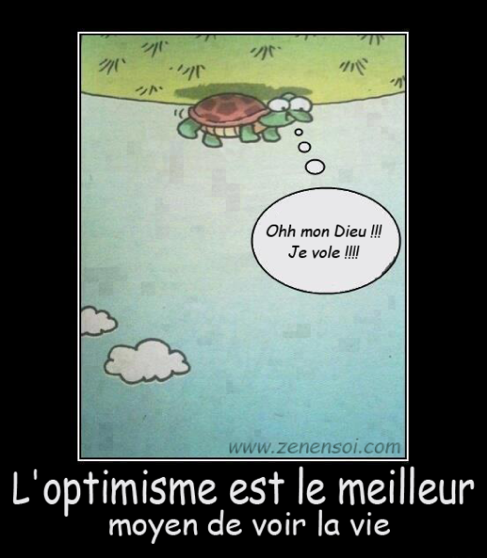 Ohh mon Dieu !!!
Je vole !!!!
www.zenensoi.com
L'optimisme est le meilleur
moyen de voir la vie